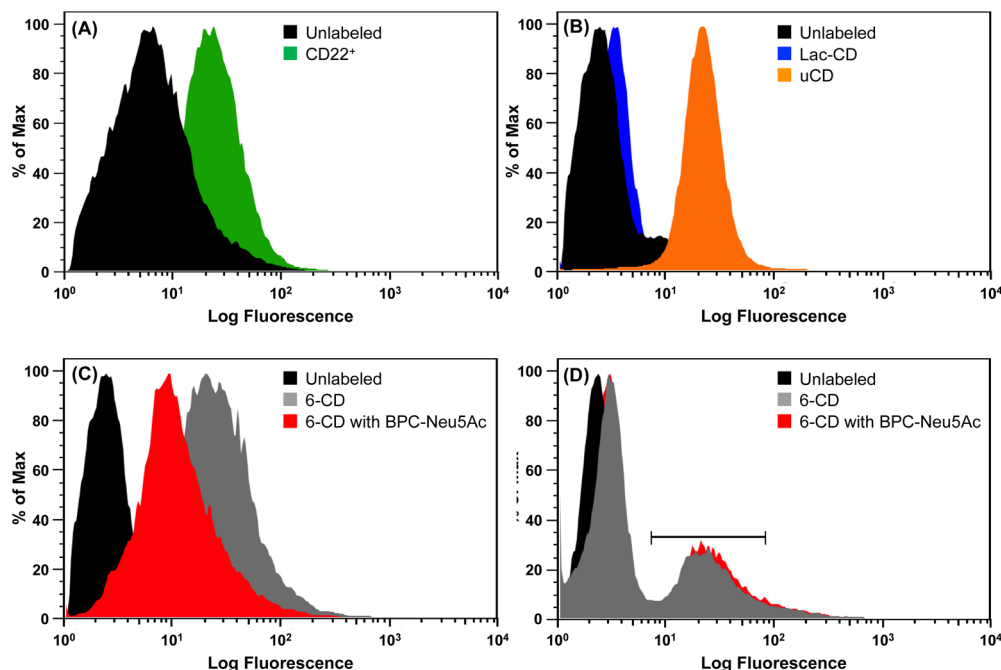 (A)
Unlabeled
CD22⁺
% of Max
100
80
60
40
20
0
10⁰ 10¹ 10² 10³ 10⁴
Log Fluorescence
(B)
Unlabeled
Lac-CD
uCD
% of Max
100
80
60
40
20
0
10⁰ 10¹ 10² 10³ 10⁴
Log Fluorescence
(C)
Unlabeled
6-CD
6-CD with BPC-Neu5Ac
% of Max
100
80
60
40
20
0
10⁰ 10¹ 10² 10³ 10⁴
Log Fluorescence
(D)
Unlabeled
6-CD
6-CD with BPC-Neu5Ac
100
80
60
40
20
0
10⁰ 10¹ 10² 10³ 10⁴
Log Fluorescence